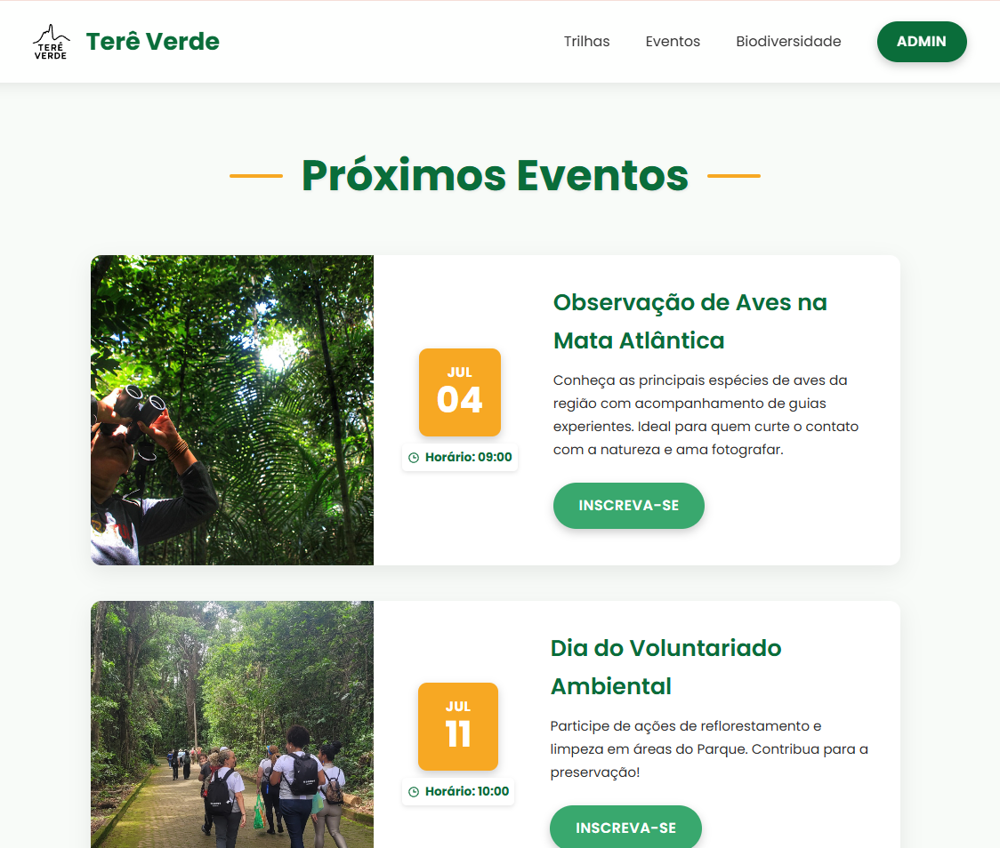 TERÊ
VERDE
Terê Verde
Trilhas
Eventos
Biodiversidade
ADMIN
Próximos Eventos
JUL
04
Horário: 09:00
Observação de Aves na
Mata Atlântica
Conheça as principais espécies de aves da
região com acompanhamento de guias
experientes. Ideal para quem curte o contato
com a natureza e ama fotografar.
INSCREVA-SE
JUL
11
Horário: 10:00
Dia do Voluntariado
Ambiental
Participe de ações de reflorestamento e
limpeza em áreas do Parque. Contribua para a
preservação!
INSCREVA-SE